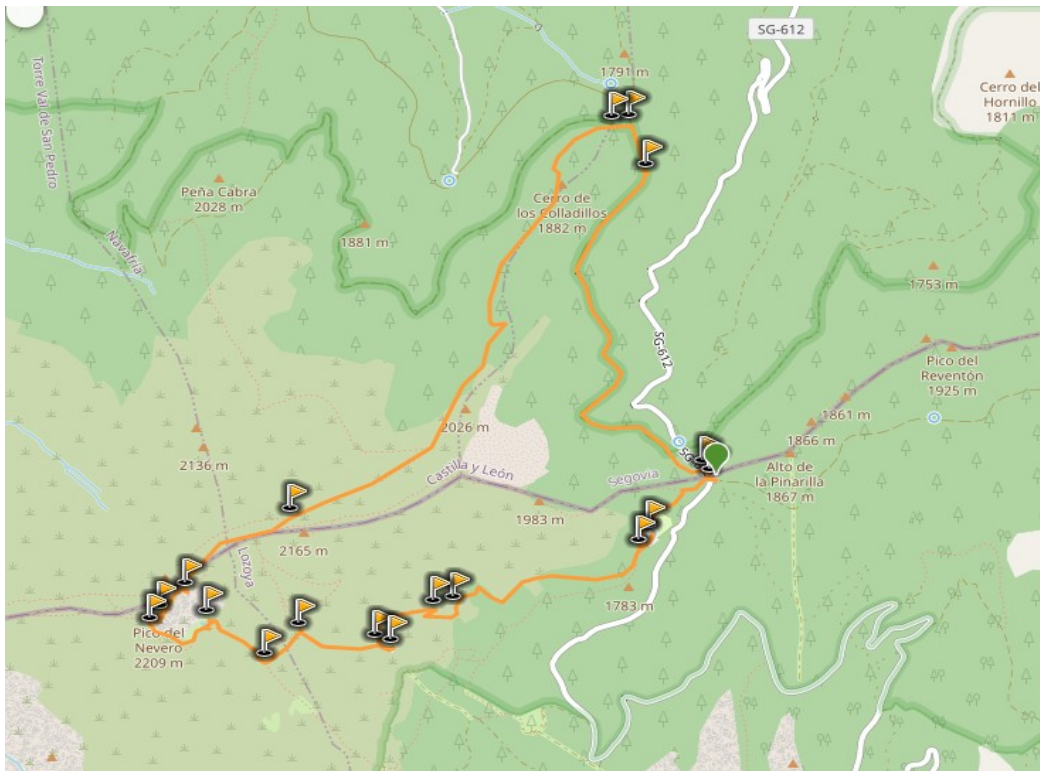 SG-612
1791 m
Cerro del
Hornillo
1811 m
Torre Val de San Pedro
Peña Cabra
2028 m
Cerro de
los Colladillos
1882 m
1881 m
Navafría
1753 m
SG-612
Pico del
Reventón
1925 m
1861 m
2026 m
1866 m
2136 m
Castilla y León
Segovia
Alto de
la Pinarilla
1867 m
1983 m
2165 m
Lozoya
1783 m
Pico del
Nevero
2209 m